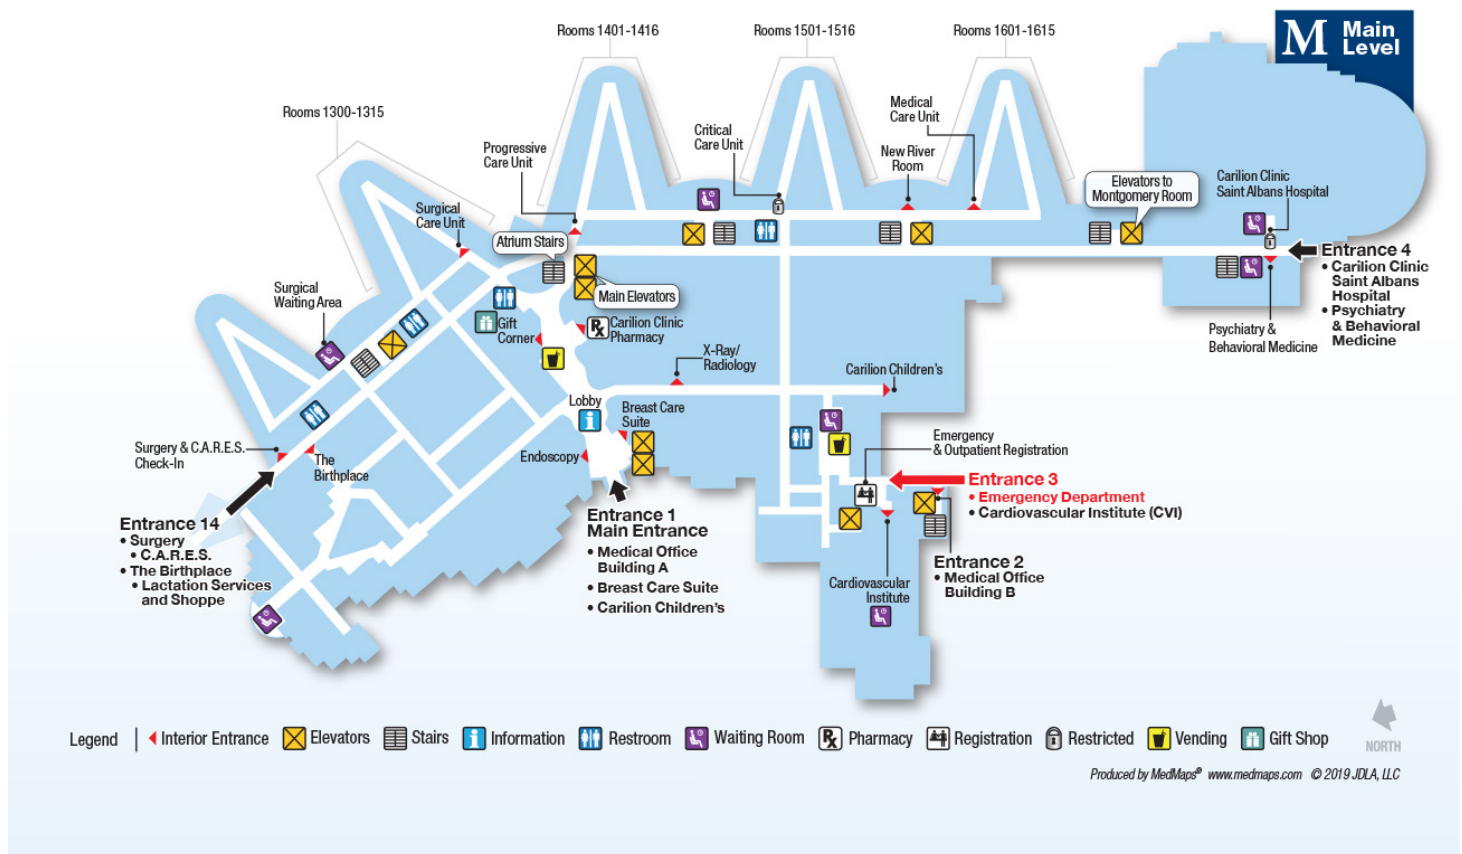 Rooms 1401-1416
Rooms 1501-1516
Rooms 1601-1615
M Main
Level
Rooms 1300-1315
Medical
Care Unit
Critical
Care Unit
Progressive
Care Unit
New River
Room
Elevators to
Montgomery Room
Carilion Clinic
Saint Albans Hospital
Surgical
Care Unit
Atrium Stairs
Entrance 4
• Carilion Clinic
Saint Albans
Hospital
• Psychiatry
& Behavioral
Medicine
Surgical
Waiting Area
Main Elevators
Gift
Corner
Carilion Clinic
Pharmacy
Psychiatry &
Behavioral Medicine
X-Ray/
Radiology
Carilion Children's
Lobby
Breast Care
Suite
Endoscopy
Emergency
& Outpatient Registration
Surgery & C.A.R.E.S.
Check-In
The
Birthplace
Entrance 3
• Emergency Department
• Cardiovascular Institute (CVI)
Entrance 14
• Surgery
• C.A.R.E.S.
• The Birthplace
• Lactation Services
and Shoppe
Entrance 1
Main Entrance
• Medical Office
Building A
• Breast Care Suite
• Carilion Children's
Entrance 2
• Medical Office
Building B
Cardiovascular
Institute
Legend
Interior Entrance
Elevators
Stairs
Information
Restroom
Waiting Room
Pharmacy
Registration
Restricted
Vending
Gift Shop
NORTH
Produced by MedMaps® www.medmaps.com © 2019 JDLA, LLC